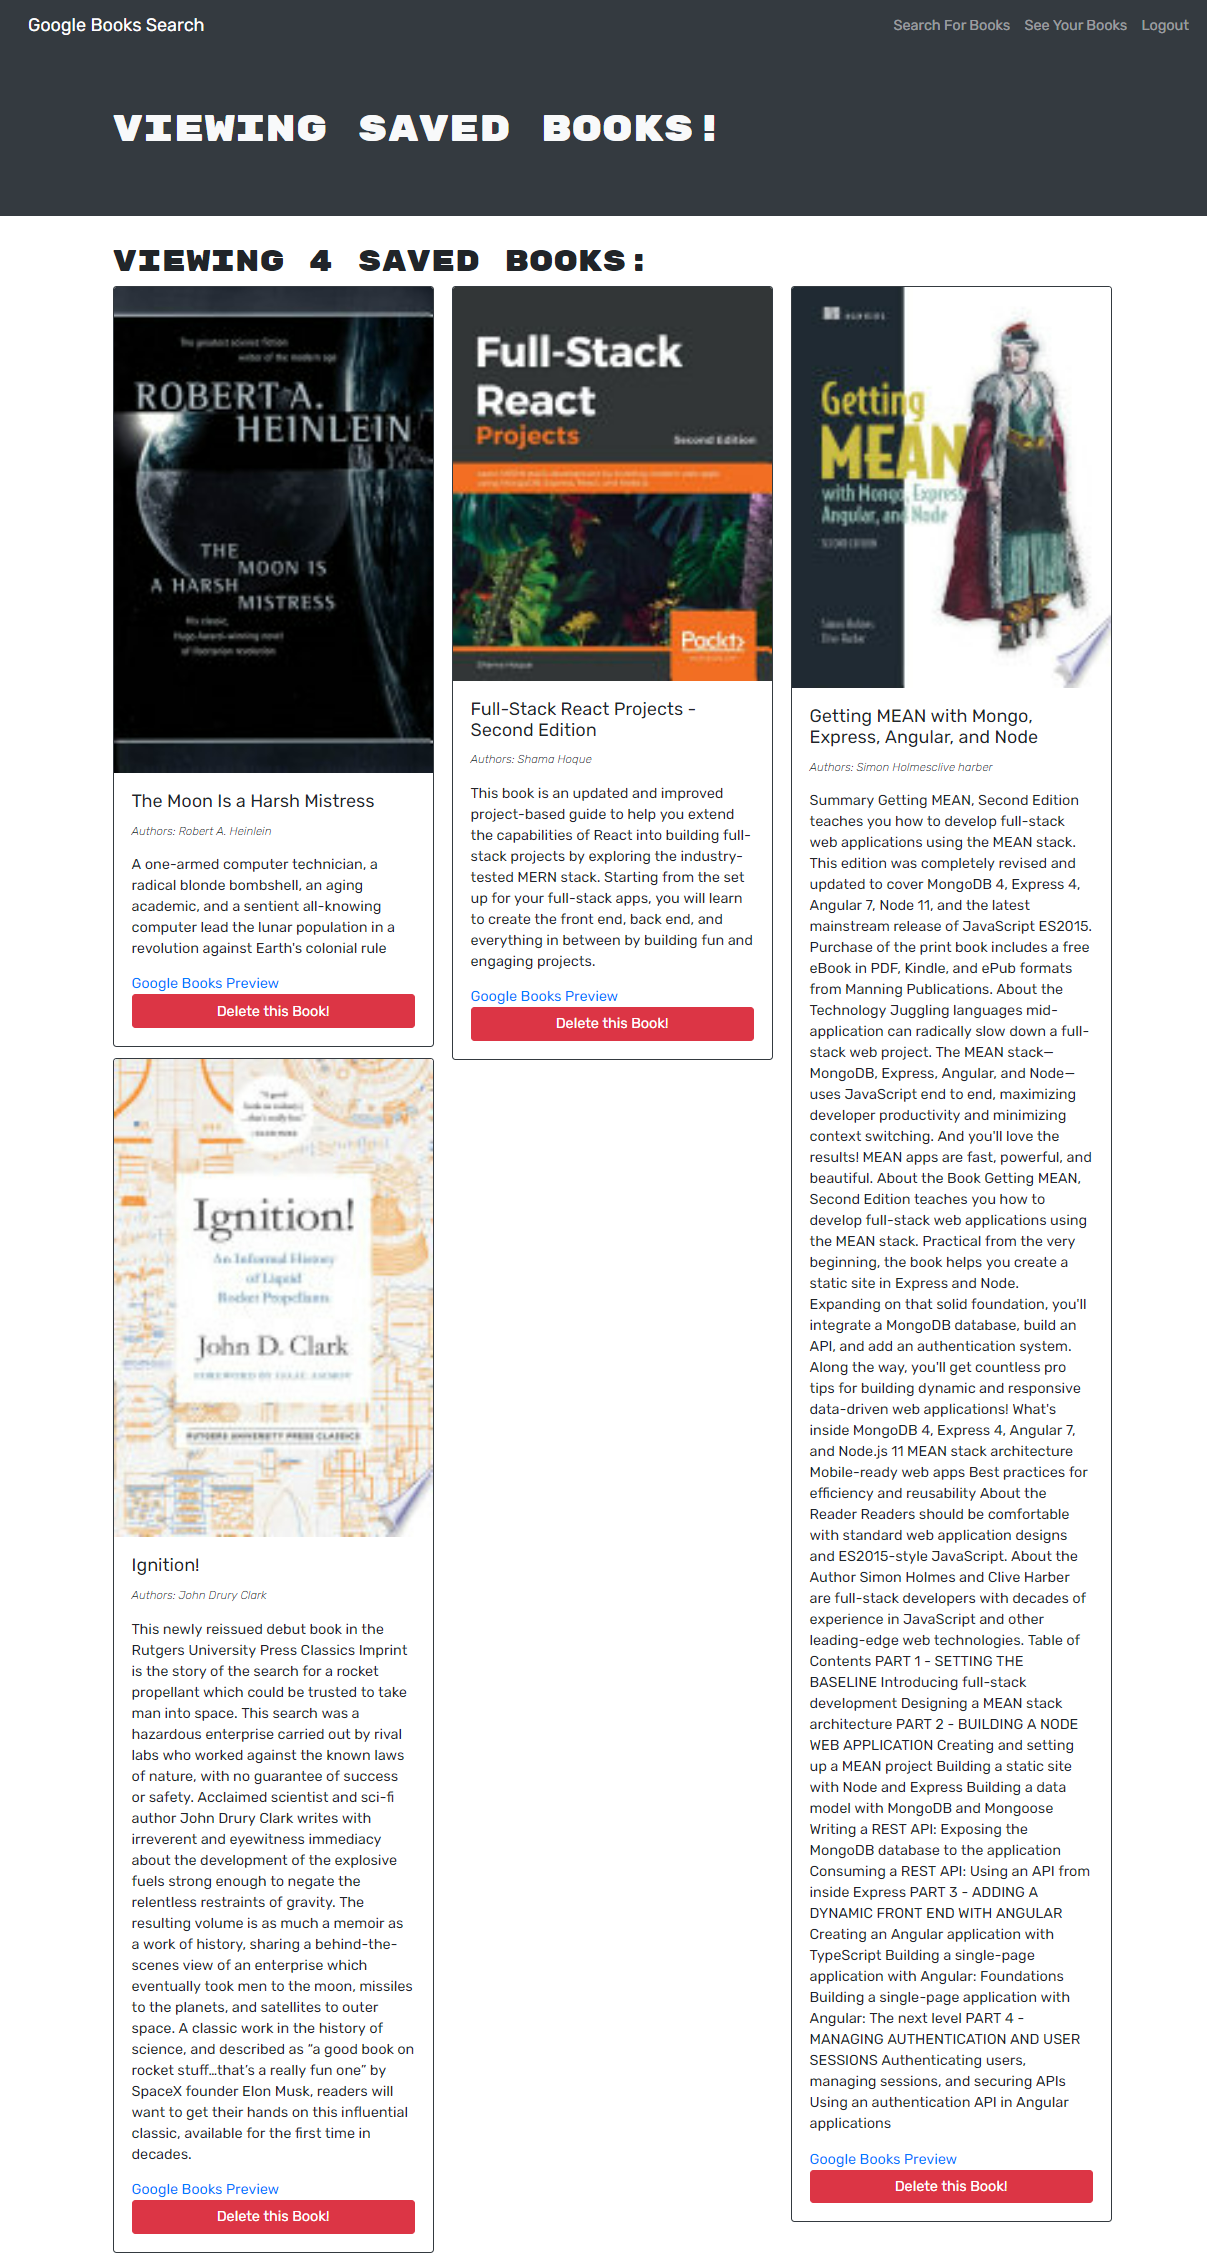 Google Books Search
Search For Books
See Your Books
Logout
VIEWING SAVED BOOKS!
VIEWING 4 SAVED BOOKS:
The greatest science fiction
writer of the modern age
ROBERT A.
HEINLEIN
THE
MOON IS
A HARSH
MISTRESS
His classic,
Hugo Award-winning novel
of libertarian revolution
The Moon Is a Harsh Mistress
Authors: Robert A. Heinlein
A one-armed computer technician, a
radical blonde bombshell, an aging
academic, and a sentient all-knowing
computer lead the lunar population in a
revolution against Earth's colonial rule
Google Books Preview
Delete this Book!
Full-Stack
React
Projects
Second Edition
Packt>
Shama Hoque
Full-Stack React Projects -
Second Edition
Authors: Shama Hoque
This book is an updated and improved
project-based guide to help you extend
the capabilities of React into building full-
stack projects by exploring the industry-
tested MERN stack. Starting from the set
up for your full-stack apps, you will learn
to create the front end, back end, and
everything in between by building fun and
engaging projects.
Google Books Preview
Delete this Book!
MANNING
Getting
MEAN
with Mongo, Express,
Angular, and Node
SECOND EDITION
Simon Holmes
Clive Harber
Getting MEAN with Mongo,
Express, Angular, and Node
Authors: Simon Holmesclive harber
Summary Getting MEAN, Second Edition
teaches you how to develop full-stack
web applications using the MEAN stack.
This edition was completely revised and
updated to cover MongoDB 4, Express 4,
Angular 7, Node 11, and the latest
mainstream release of JavaScript ES2015.
Purchase of the print book includes a free
eBook in PDF, Kindle, and ePub formats
from Manning Publications. About the
Technology Juggling languages mid-
application can radically slow down a full-
stack web project. The MEAN stack—
MongoDB, Express, Angular, and Node—
uses JavaScript end to end, maximizing
developer productivity and minimizing
context switching. And you'll love the
results! MEAN apps are fast, powerful, and
beautiful. About the Book Getting MEAN,
Second Edition teaches you how to
develop full-stack web applications using
the MEAN stack. Practical from the very
beginning, the book helps you create a
static site in Express and Node.
Expanding on that solid foundation, you'll
integrate a MongoDB database, build an
API, and add an authentication system.
Along the way, you'll get countless pro
tips for building dynamic and responsive
data-driven web applications! What's
inside MongoDB 4, Express 4, Angular 7,
and Node.js 11 MEAN stack architecture
Mobile-ready web apps Best practices for
efficiency and reusability About the
Reader Readers should be comfortable
with standard web application designs
and ES2015-style JavaScript. About the
Author Simon Holmes and Clive Harber
are full-stack developers with decades of
experience in JavaScript and other
leading-edge web technologies. Table of
Contents PART 1 - SETTING THE
BASELINE Introducing full-stack
development Designing a MEAN stack
architecture PART 2 - BUILDING A NODE
WEB APPLICATION Creating and setting
up a MEAN project Building a static site
with Node and Express Building a data
model with MongoDB and Mongoose
Writing a REST API: Exposing the
MongoDB database to the application
Consuming a REST API: Using an API from
inside Express PART 3 - ADDING A
DYNAMIC FRONT END WITH ANGULAR
Creating an Angular application with
TypeScript Building a single-page
application with Angular: Foundations
Building a single-page application with
Angular: The next level PART 4 -
MANAGING AUTHENTICATION AND USER
SESSIONS Authenticating users,
managing sessions, and securing APIs
Using an authentication API in Angular
applications
Google Books Preview
Delete this Book!
Ignition!
An Informal History
of Liquid
Rocket Propellants
John D. Clark
FOREWORD BY ISAAC ASIMOV
RUTGERS UNIVERSITY PRESS CLASSICS
Ignition!
Authors: John Drury Clark
This newly reissued debut book in the
Rutgers University Press Classics Imprint
is the story of the search for a rocket
propellant which could be trusted to take
man into space. This search was a
hazardous enterprise carried out by rival
labs who worked against the known laws
of nature, with no guarantee of success
or safety. Acclaimed scientist and sci-fi
author John Drury Clark writes with
irreverent and eyewitness immediacy
about the development of the explosive
fuels strong enough to negate the
relentless restraints of gravity. The
resulting volume is as much a memoir as
a work of history, sharing a behind-the-
scenes view of an enterprise which
eventually took men to the moon, missiles
to the planets, and satellites to outer
space. A classic work in the history of
science, and described as “a good book on
rocket stuff…that’s a really fun one” by
SpaceX founder Elon Musk, readers will
want to get their hands on this influential
classic, available for the first time in
decades.
Google Books Preview
Delete this Book!